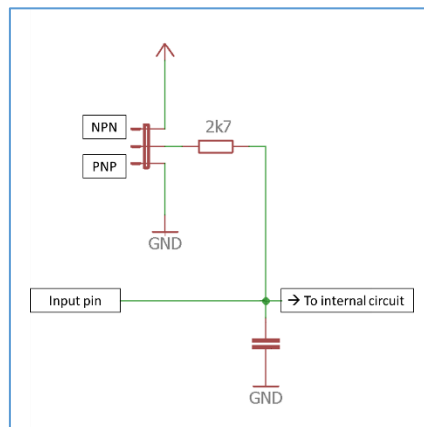 NPN
2k7
PNP
GND
Input pin
→ To internal circuit
GND